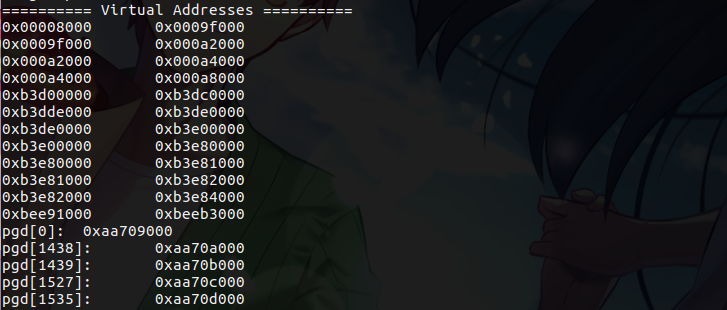 ========== Virtual Addresses ==========
0x00008000 0x0009f000
0x0009f000 0x000a2000
0x000a2000 0x000a4000
0x000a4000 0x000a8000
0xb3d00000 0xb3dc0000
0xb3dde000 0xb3de0000
0xb3de0000 0xb3e00000
0xb3e00000 0xb3e80000
0xb3e80000 0xb3e81000
0xb3e81000 0xb3e82000
0xb3e82000 0xb3e84000
0xbee91000 0xbeeb3000
pgd[0]: 0xaa709000
pgd[1438]: 0xaa70a000
pgd[1439]: 0xaa70b000
pgd[1527]: 0xaa70c000
pgd[1535]: 0xaa70d000